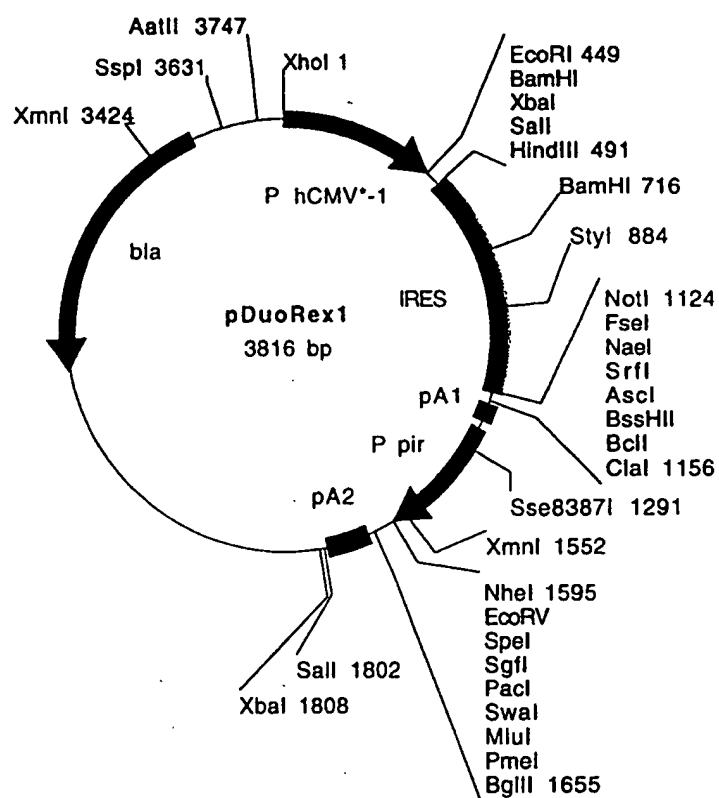 AatII 3747
SspI 3631
XhoI 1
XmnI 3424
EcoRI 449
BamHI
XbaI
SalI
HindIII 491
P hCMV*-1
BamHI 716
bla
StyI 884
IRES
pDuoRex1
3816 bp
NotI 1124
FseI
NaeI
SrfI
AscI
BssHII
BclI
ClaI 1156
pA1
P pir
Sse8387I 1291
pA2
XmnI 1552
NheI 1595
EcoRV
SpeI
SgfI
PacI
SwaI
MluI
PmeI
BglII 1655
SalI 1802
XbaI 1808